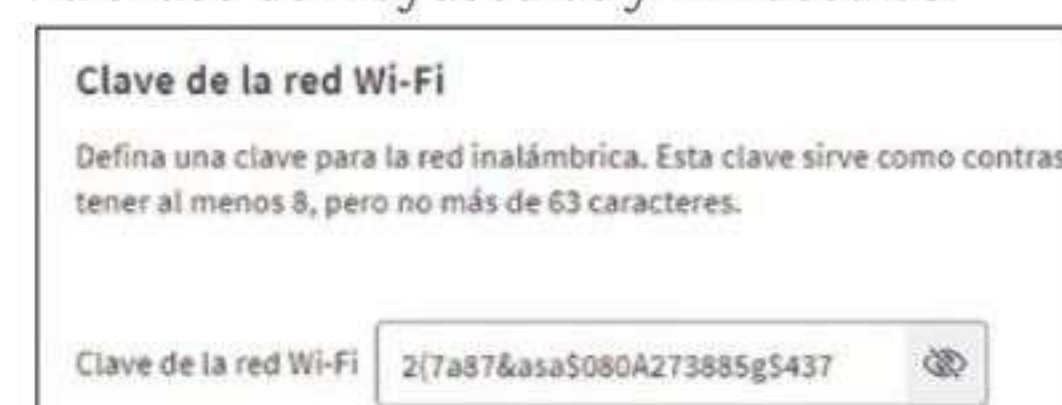 Clave de la red Wi-Fi
Defina una clave para la red inalámbrica. Esta clave sirve como contras
tener al menos 8, pero no más de 63 caracteres.
Clave de la red Wi-Fi 2(7a87&asa$080A273885g$437